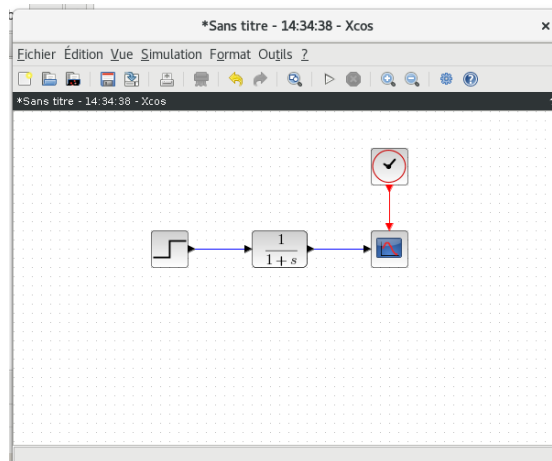 *Sans titre - 14:34:38 - Xcos
×
Fichier Édition Vue Simulation Format Outils ?
*Sans titre - 14:34:38 - Xcos
1
1 + s